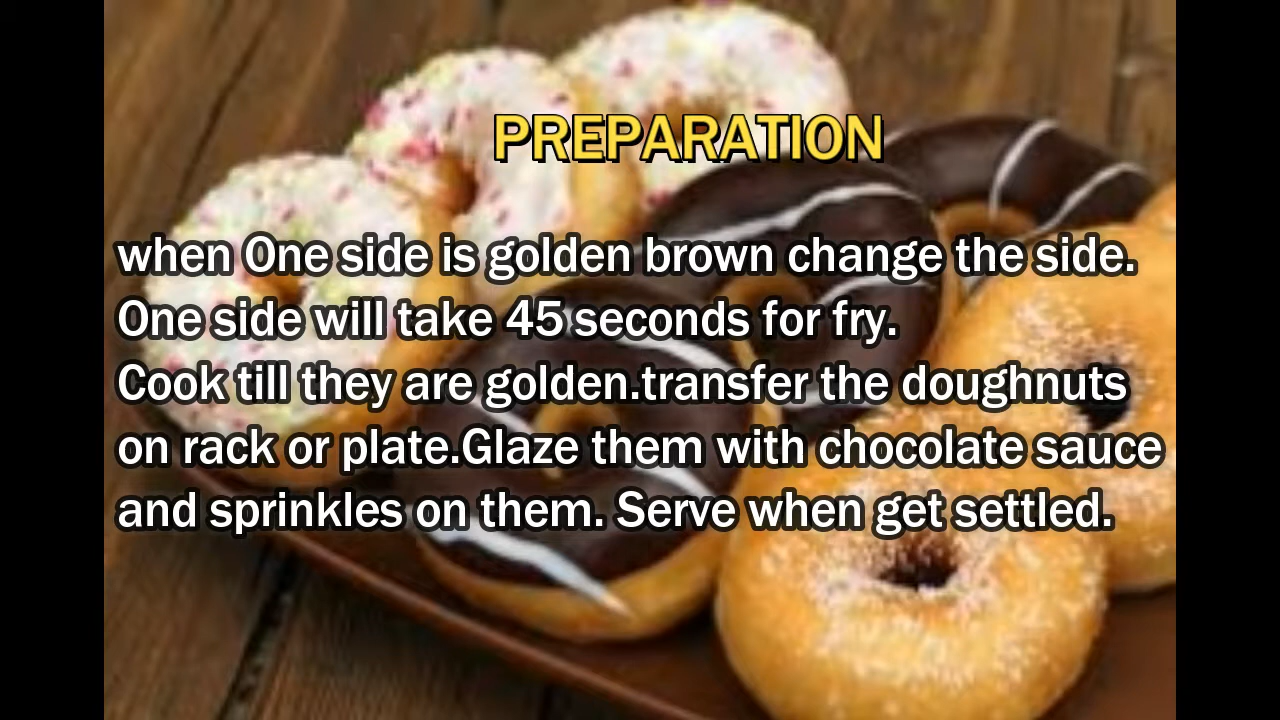 PREPARATION
when One side is golden brown change the side.
One side will take 45 seconds for fry.
Cook till they are golden.transfer the doughnuts
on rack or plate.Glaze them with chocolate sauce
and sprinkles on them. Serve when get settled.